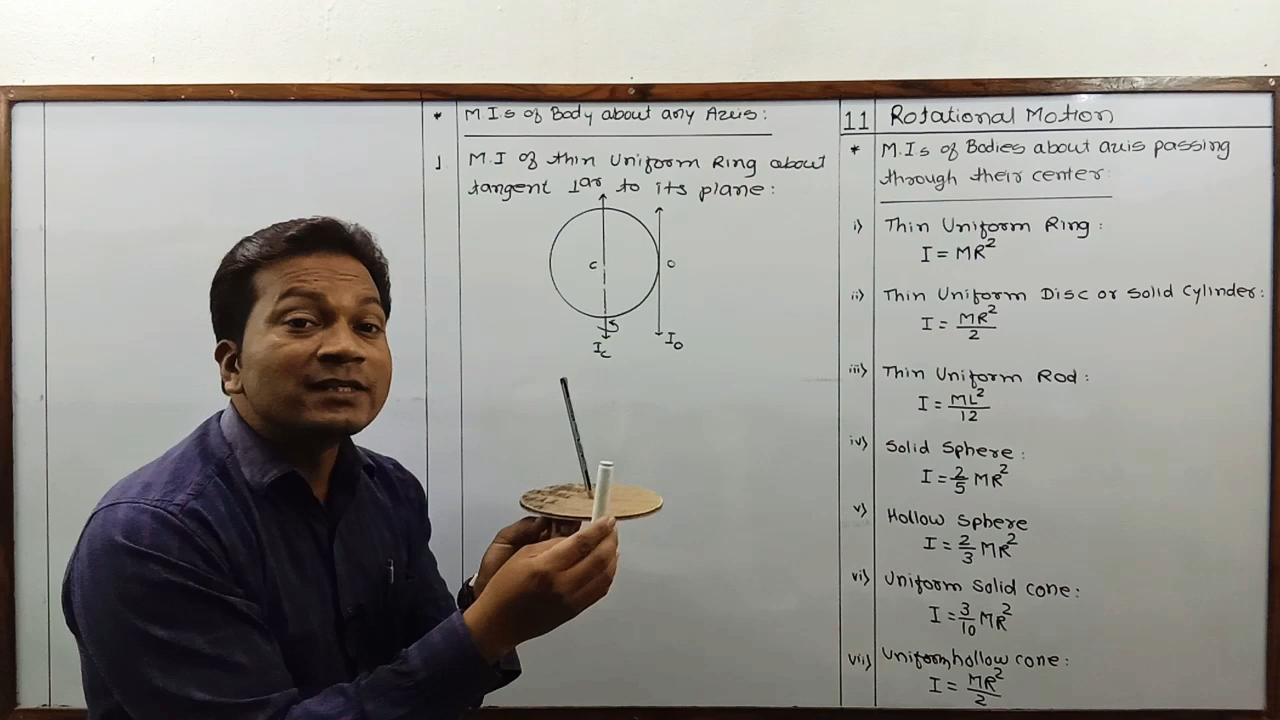 * M I.s of Body about any Axis:
1 M.I of thin Uniform Ring about
tangent ⊥ar to its plane:
C
O
Ic
Io
11 Rotational Motion
* M.I.s of Bodies about axis passing
through their center:
i) Thin Uniform Ring:
I = MR²
ii) Thin Uniform Disc or Solid Cylinder:
I = MR²/2
iii) Thin Uniform Rod:
I = ML²/12
iv) Solid Sphere:
I = 2/5 MR²
v) Hollow Sphere
I = 2/3 MR²
vi) Uniform Solid cone:
I = 3/10 MR²
vii) Uniform hollow cone:
I = MR²/2